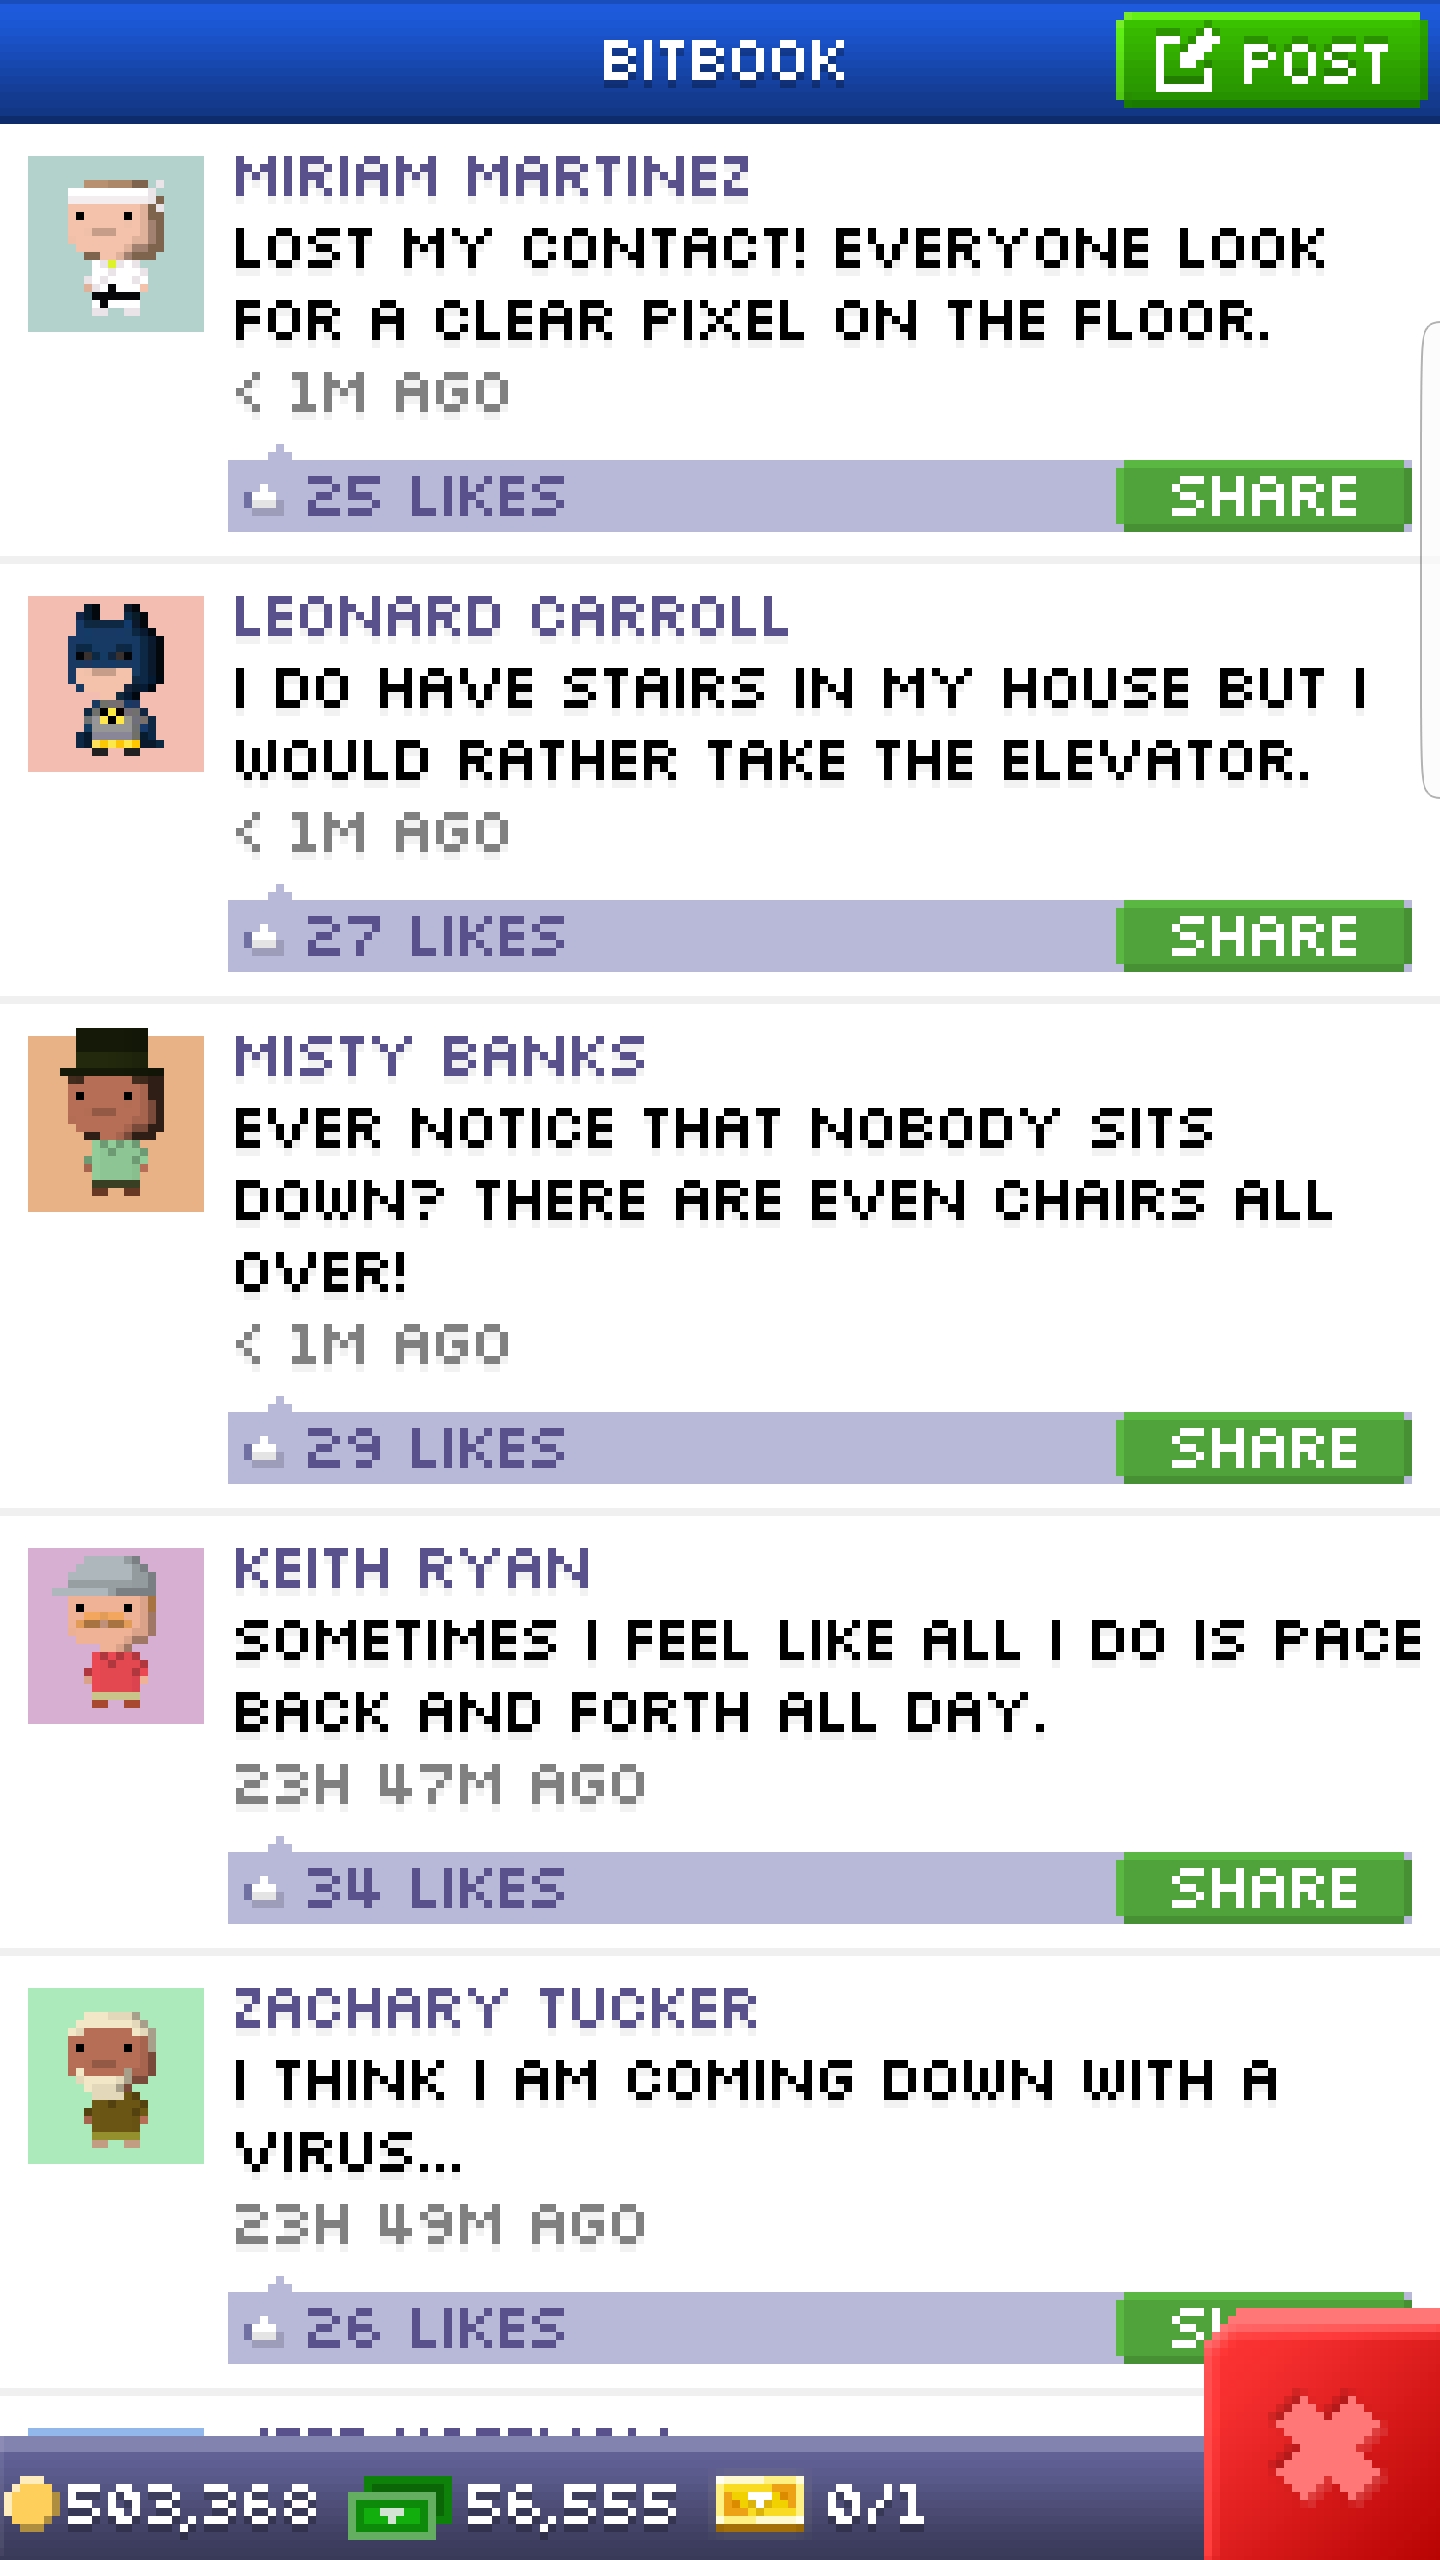 BITBOOK
POST
MIRIAM MARTINEZ
LOST MY CONTACT! EVERYONE LOOK
FOR A CLEAR PIXEL ON THE FLOOR.
< 1M AGO
25 LIKES
SHARE
LEONARD CARROLL
I DO HAVE STAIRS IN MY HOUSE BUT I
WOULD RATHER TAKE THE ELEVATOR.
< 1M AGO
27 LIKES
SHARE
MISTY BANKS
EVER NOTICE THAT NOBODY SITS
DOWN? THERE ARE EVEN CHAIRS ALL
OVER!
< 1M AGO
29 LIKES
SHARE
KEITH RYAN
SOMETIMES I FEEL LIKE ALL I DO IS PACE
BACK AND FORTH ALL DAY.
23H 47M AGO
34 LIKES
SHARE
ZACHARY TUCKER
I THINK I AM COMING DOWN WITH A
VIRUS...
23H 49M AGO
26 LIKES
503,368
56,555
0/1